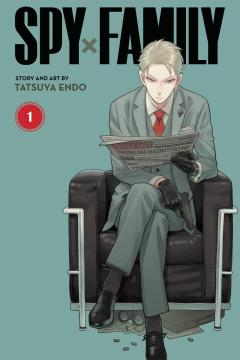 SPY×FAMILY
STORY AND ART BY
TATSUYA ENDO
1